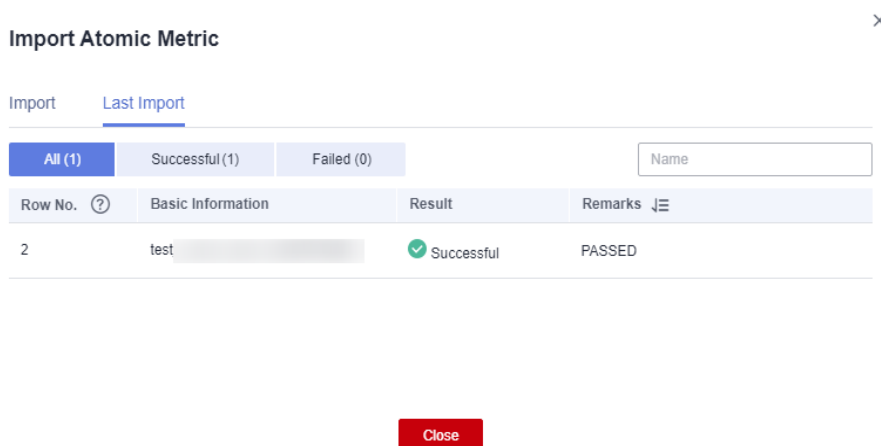 Import Atomic Metric
Import Last Import
All (1) Successful (1) Failed (0) Name
Row No. ? Basic Information Result Remarks
2 test Successful PASSED
Close